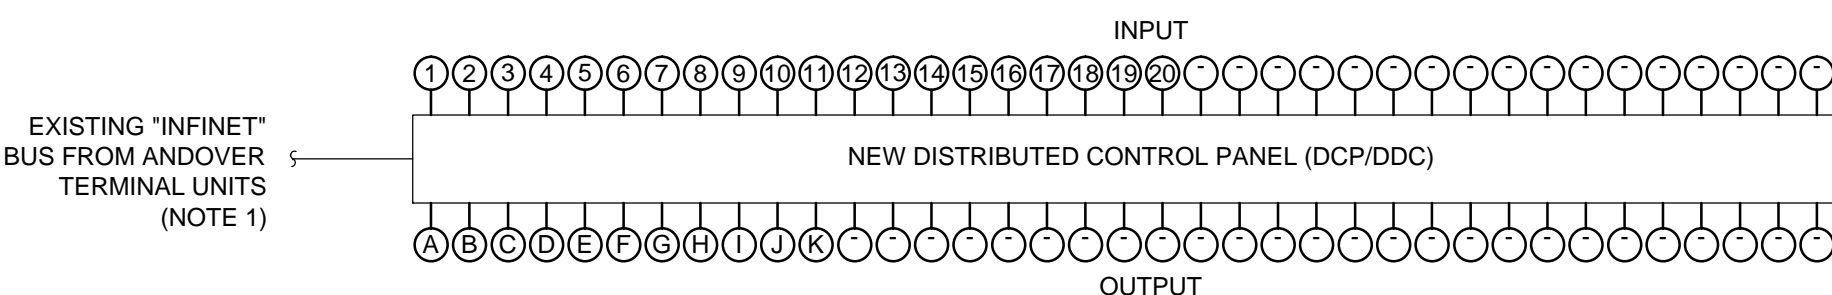 INPUT
1 2 3 4 5 6 7 8 9 10 11 12 13 14 15 16 17 18 19 20 - - - - - - - - - - - - - - - - -
EXISTING "INFINET"
BUS FROM ANDOVER
TERMINAL UNITS
(NOTE 1)
NEW DISTRIBUTED CONTROL PANEL (DCP/DDC)
A B C D E F G H I J K - - - - - - - - - - - - - - - - - - - - - - - - - -
OUTPUT